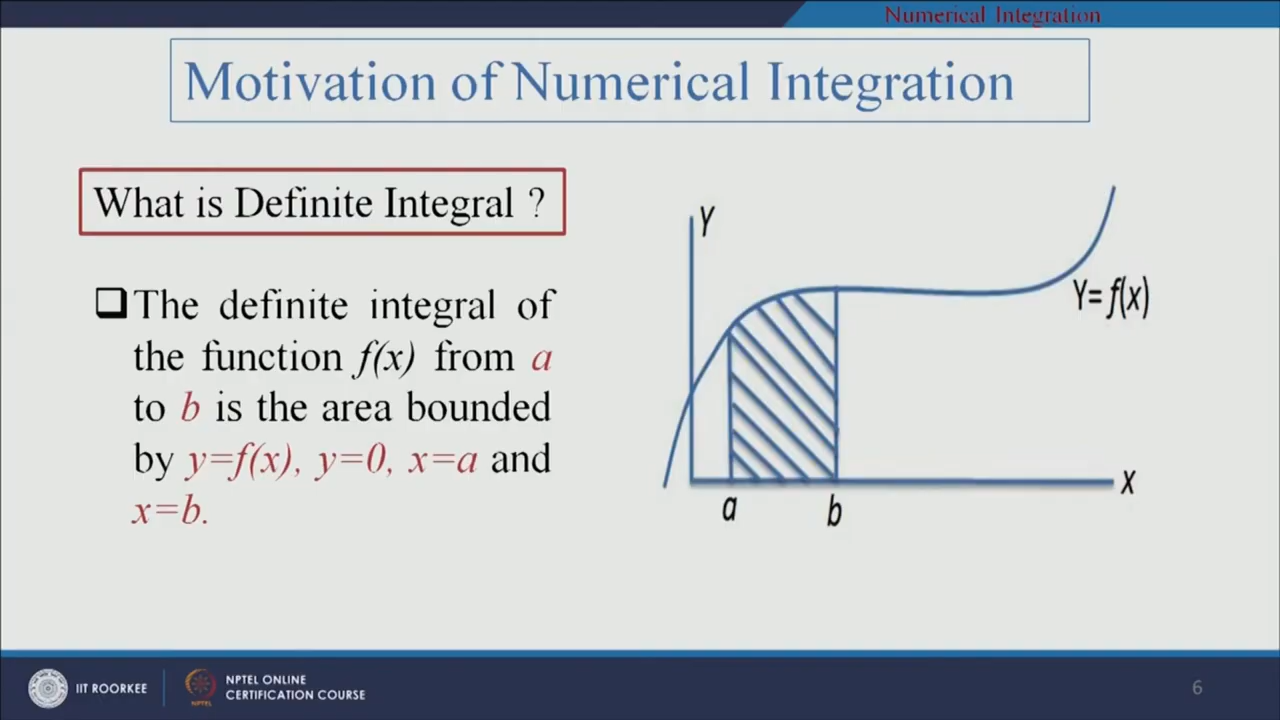 Numerical Integration
Motivation of Numerical Integration
What is Definite Integral ?
The definite integral of
the function f(x) from a
to b is the area bounded
by y=f(x), y=0, x=a and
x=b.
Y
Y= f(x)
X
a
b
IIT ROORKEE
NPTEL
NPTEL ONLINE
CERTIFICATION COURSE
6